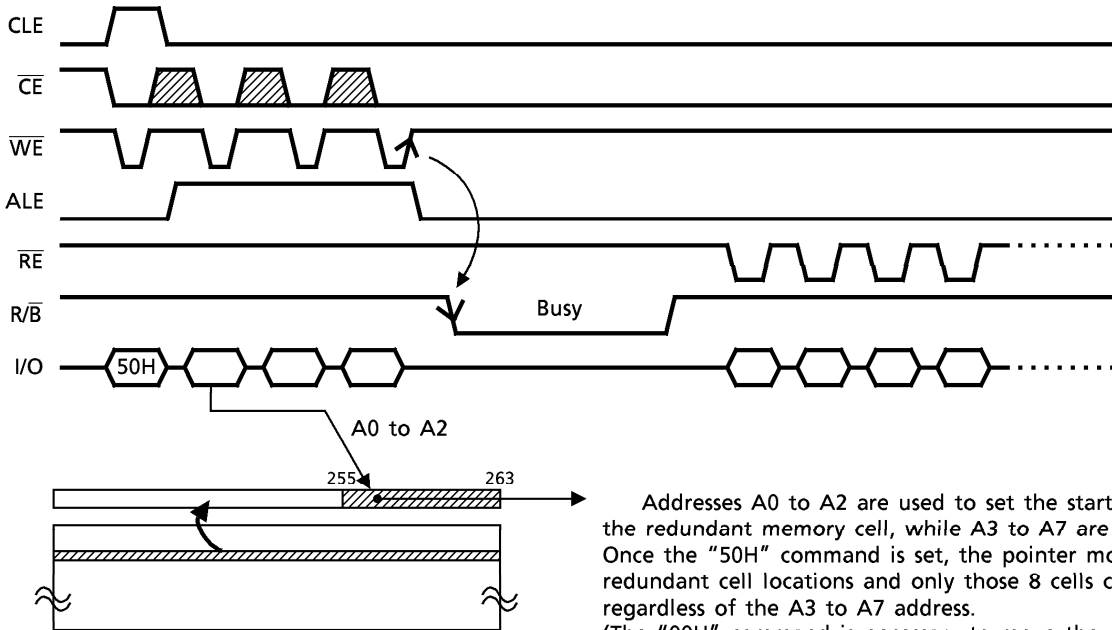 CLE
CE
WE
ALE
RE
R/B
Busy
I/O
50H
A0 to A2
255
263
Addresses A0 to A2 are used to set the start
the redundant memory cell, while A3 to A7 are
Once the “50H” command is set, the pointer mo
redundant cell locations and only those 8 cells c
regardless of the A3 to A7 address.